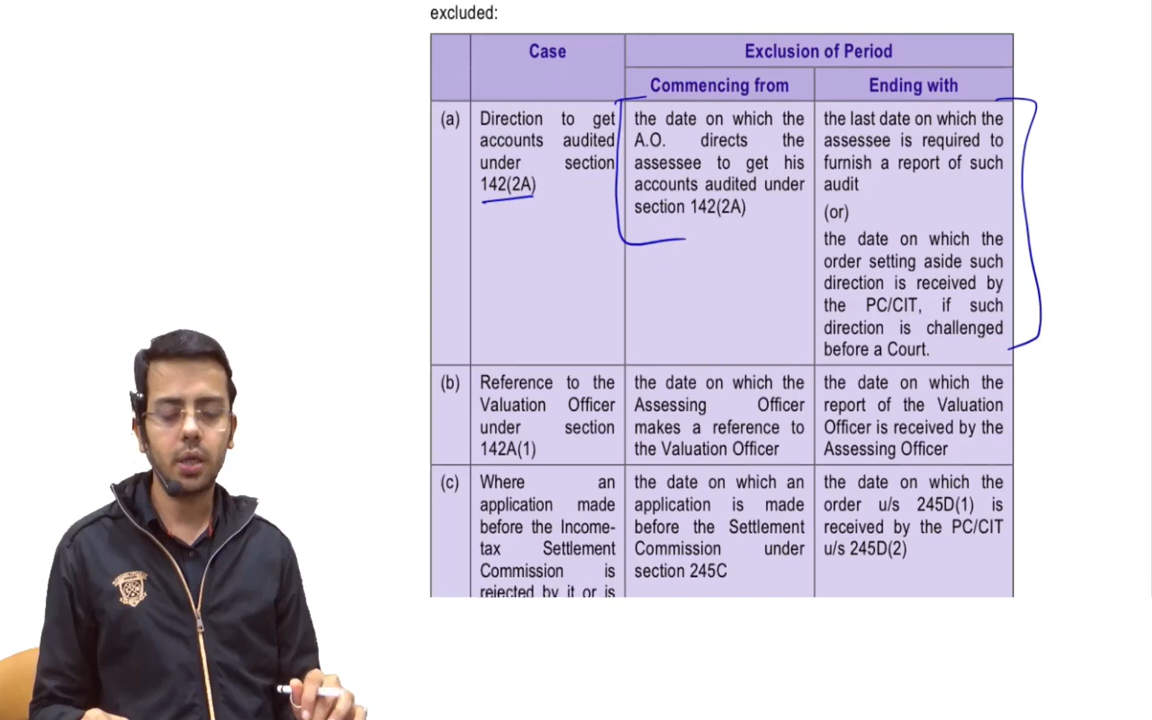 excluded:
Case
Exclusion of Period
Commencing from
Ending with
(a)
Direction to get
accounts audited
under section
142(2A)
the date on which the
A.O. directs the
assessee to get his
accounts audited under
section 142(2A)
the last date on which the
assessee is required to
furnish a report of such
audit
(or)
the date on which the
order setting aside such
direction is received by
the PC/CIT, if such
direction is challenged
before a Court.
(b)
Reference to the
Valuation Officer
under section
142A(1)
the date on which the
Assessing Officer
makes a reference to
the Valuation Officer
the date on which the
report of the Valuation
Officer is received by the
Assessing Officer
(c)
Where an
application made
before the Income-
tax Settlement
Commission is
rejected by it or is
the date on which an
application is made
before the Settlement
Commission under
section 245C
the date on which the
order u/s 245D(1) is
received by the PC/CIT
u/s 245D(2)